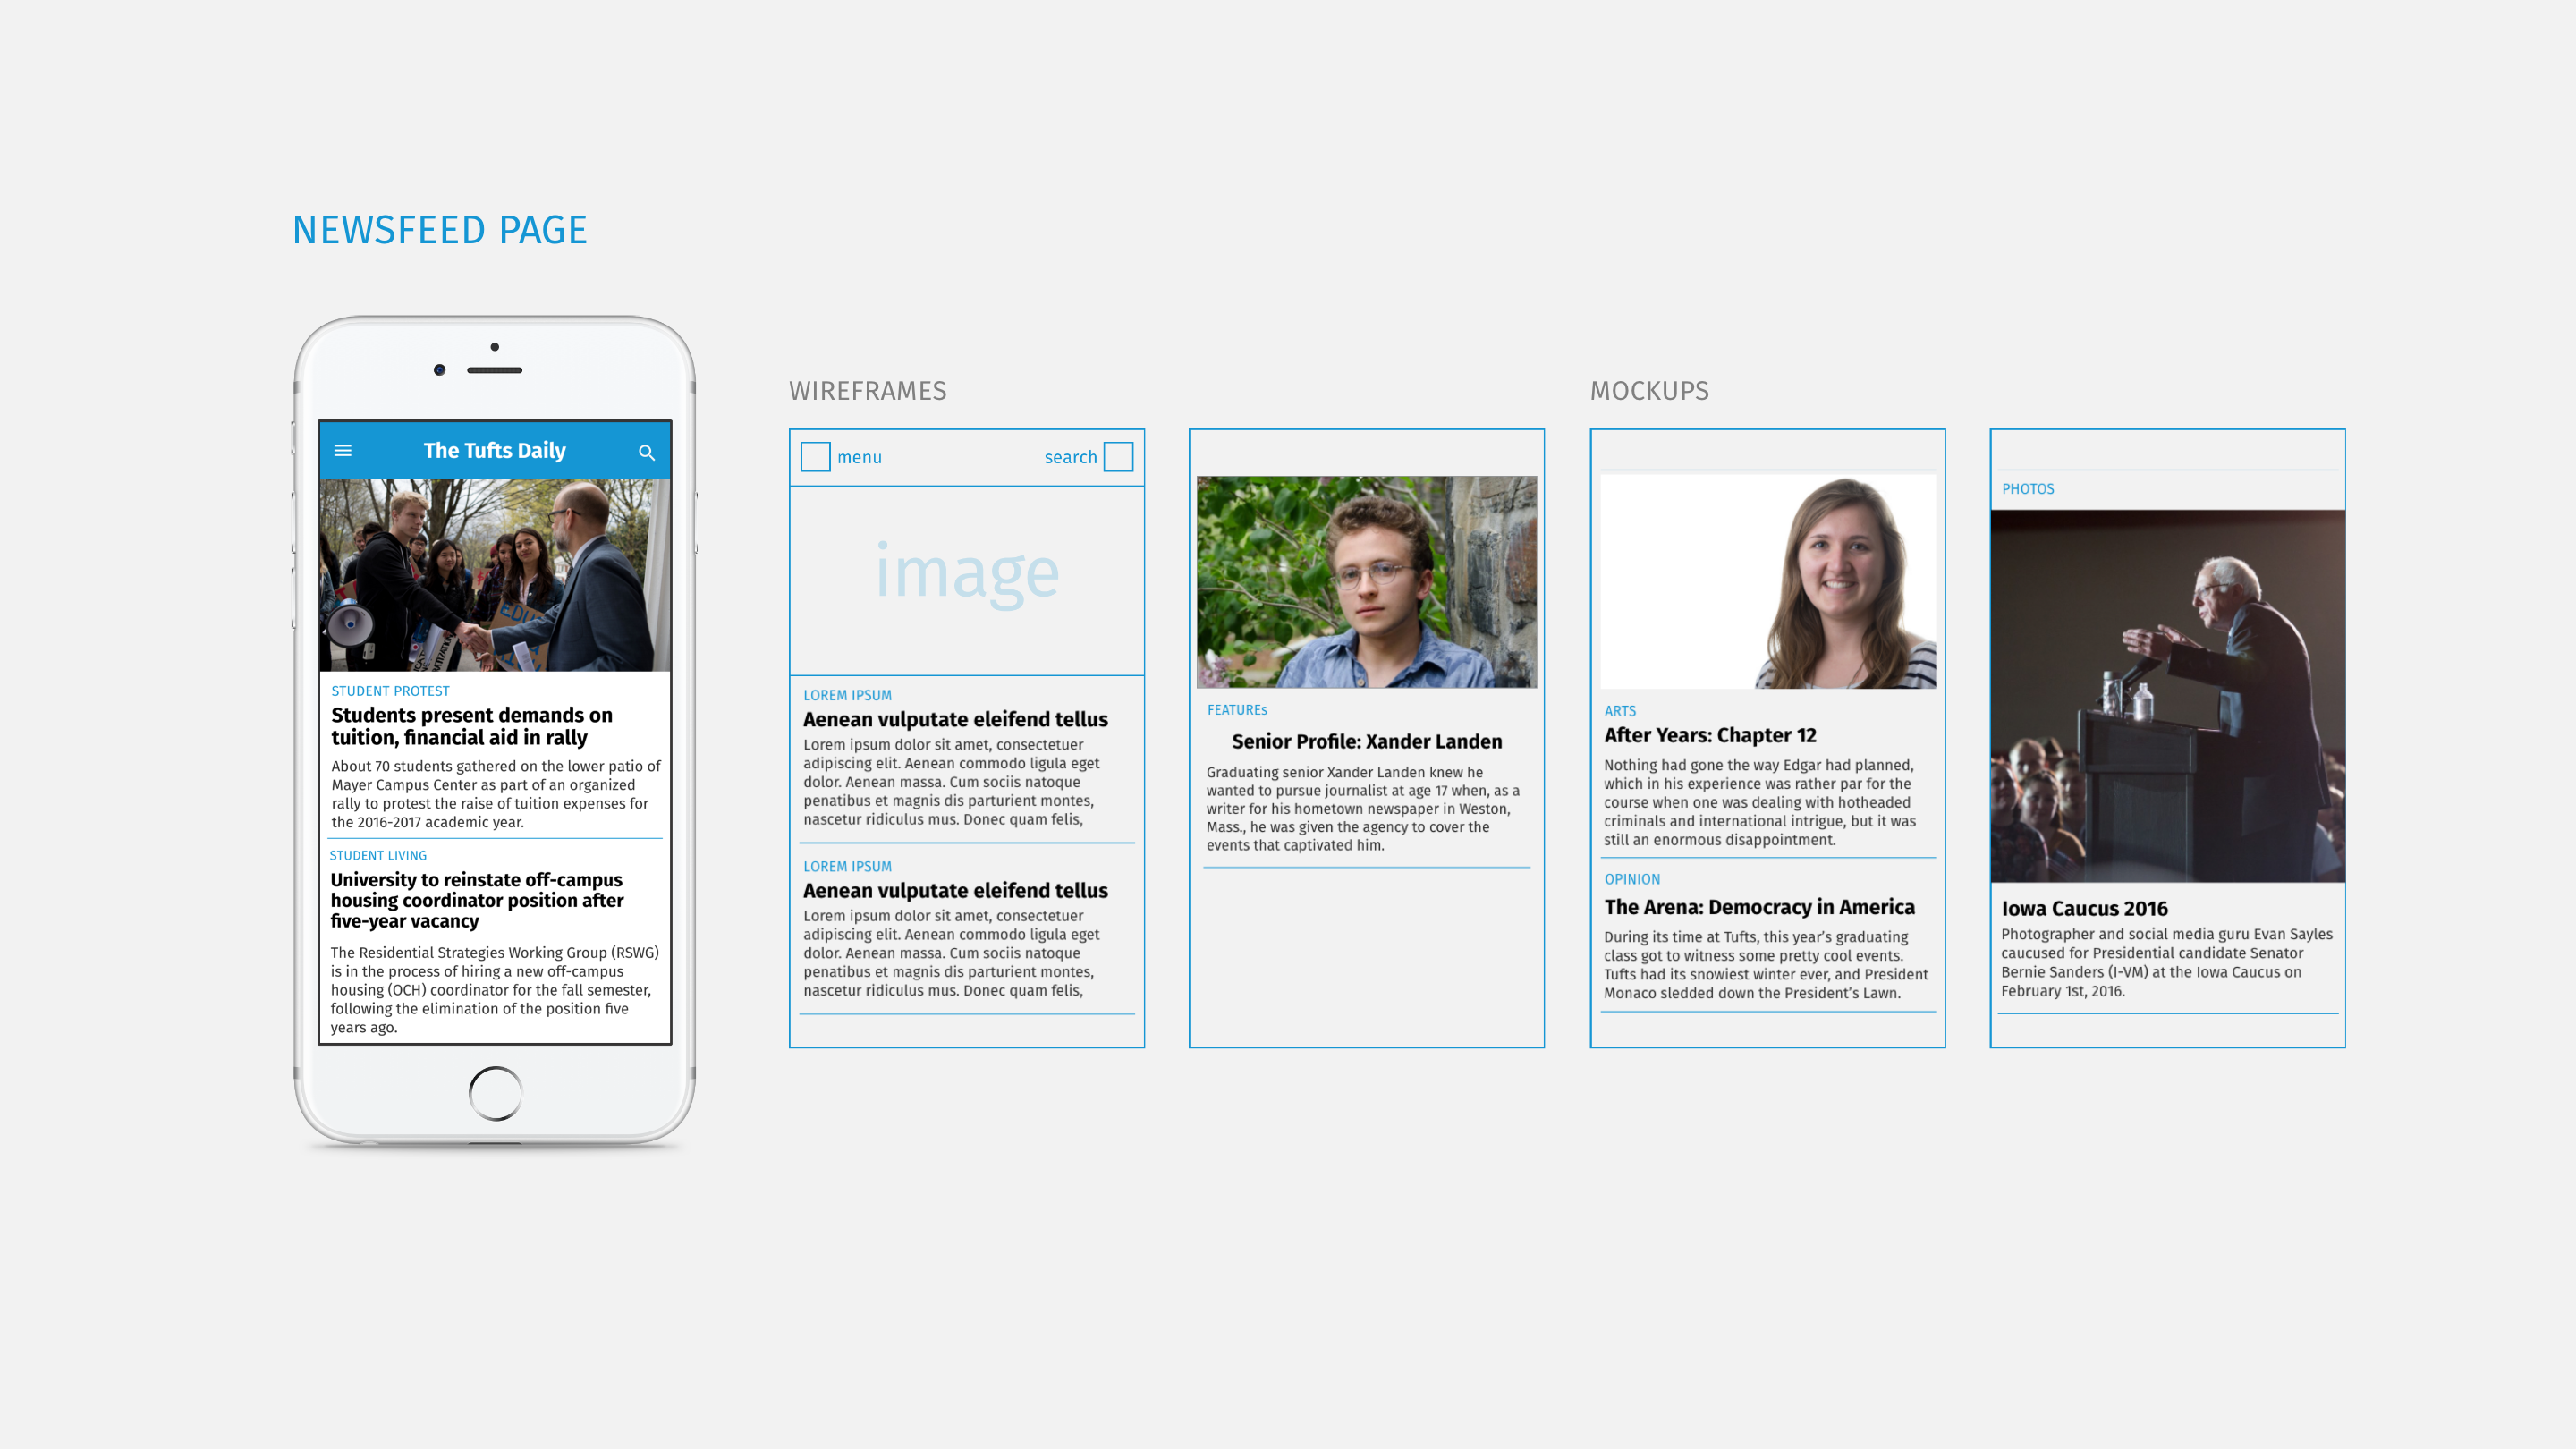 NEWSFEED PAGE
The Tufts Daily
EDU
STUDENT PROTEST
Students present demands on
tuition, financial aid in rally
About 70 students gathered on the lower patio of
Mayer Campus Center as part of an organized
rally to protest the raise of tuition expenses for
the 2016-2017 academic year.
STUDENT LIVING
University to reinstate off-campus
housing coordinator position after
five-year vacancy
The Residential Strategies Working Group (RSWG)
is in the process of hiring a new off-campus
housing (OCH) coordinator for the fall semester,
following the elimination of the position five
years ago.
WIREFRAMES
menu
search
image
LOREM IPSUM
Aenean vulputate eleifend tellus
Lorem ipsum dolor sit amet, consectetuer
adipiscing elit. Aenean commodo ligula eget
dolor. Aenean massa. Cum sociis natoque
penatibus et magnis dis parturient montes,
nascetur ridiculus mus. Donec quam felis,
LOREM IPSUM
Aenean vulputate eleifend tellus
Lorem ipsum dolor sit amet, consectetuer
adipiscing elit. Aenean commodo ligula eget
dolor. Aenean massa. Cum sociis natoque
penatibus et magnis dis parturient montes,
nascetur ridiculus mus. Donec quam felis,
FEATUREs
Senior Profile: Xander Landen
Graduating senior Xander Landen knew he
wanted to pursue journalist at age 17 when, as a
writer for his hometown newspaper in Weston,
Mass., he was given the agency to cover the
events that captivated him.
MOCKUPS
ARTS
After Years: Chapter 12
Nothing had gone the way Edgar had planned,
which in his experience was rather par for the
course when one was dealing with hotheaded
criminals and international intrigue, but it was
still an enormous disappointment.
OPINION
The Arena: Democracy in America
During its time at Tufts, this year’s graduating
class got to witness some pretty cool events.
Tufts had its snowiest winter ever, and President
Monaco sledded down the President’s Lawn.
PHOTOS
Iowa Caucus 2016
Photographer and social media guru Evan Sayles
caucused for Presidential candidate Senator
Bernie Sanders (I-VM) at the Iowa Caucus on
February 1st, 2016.